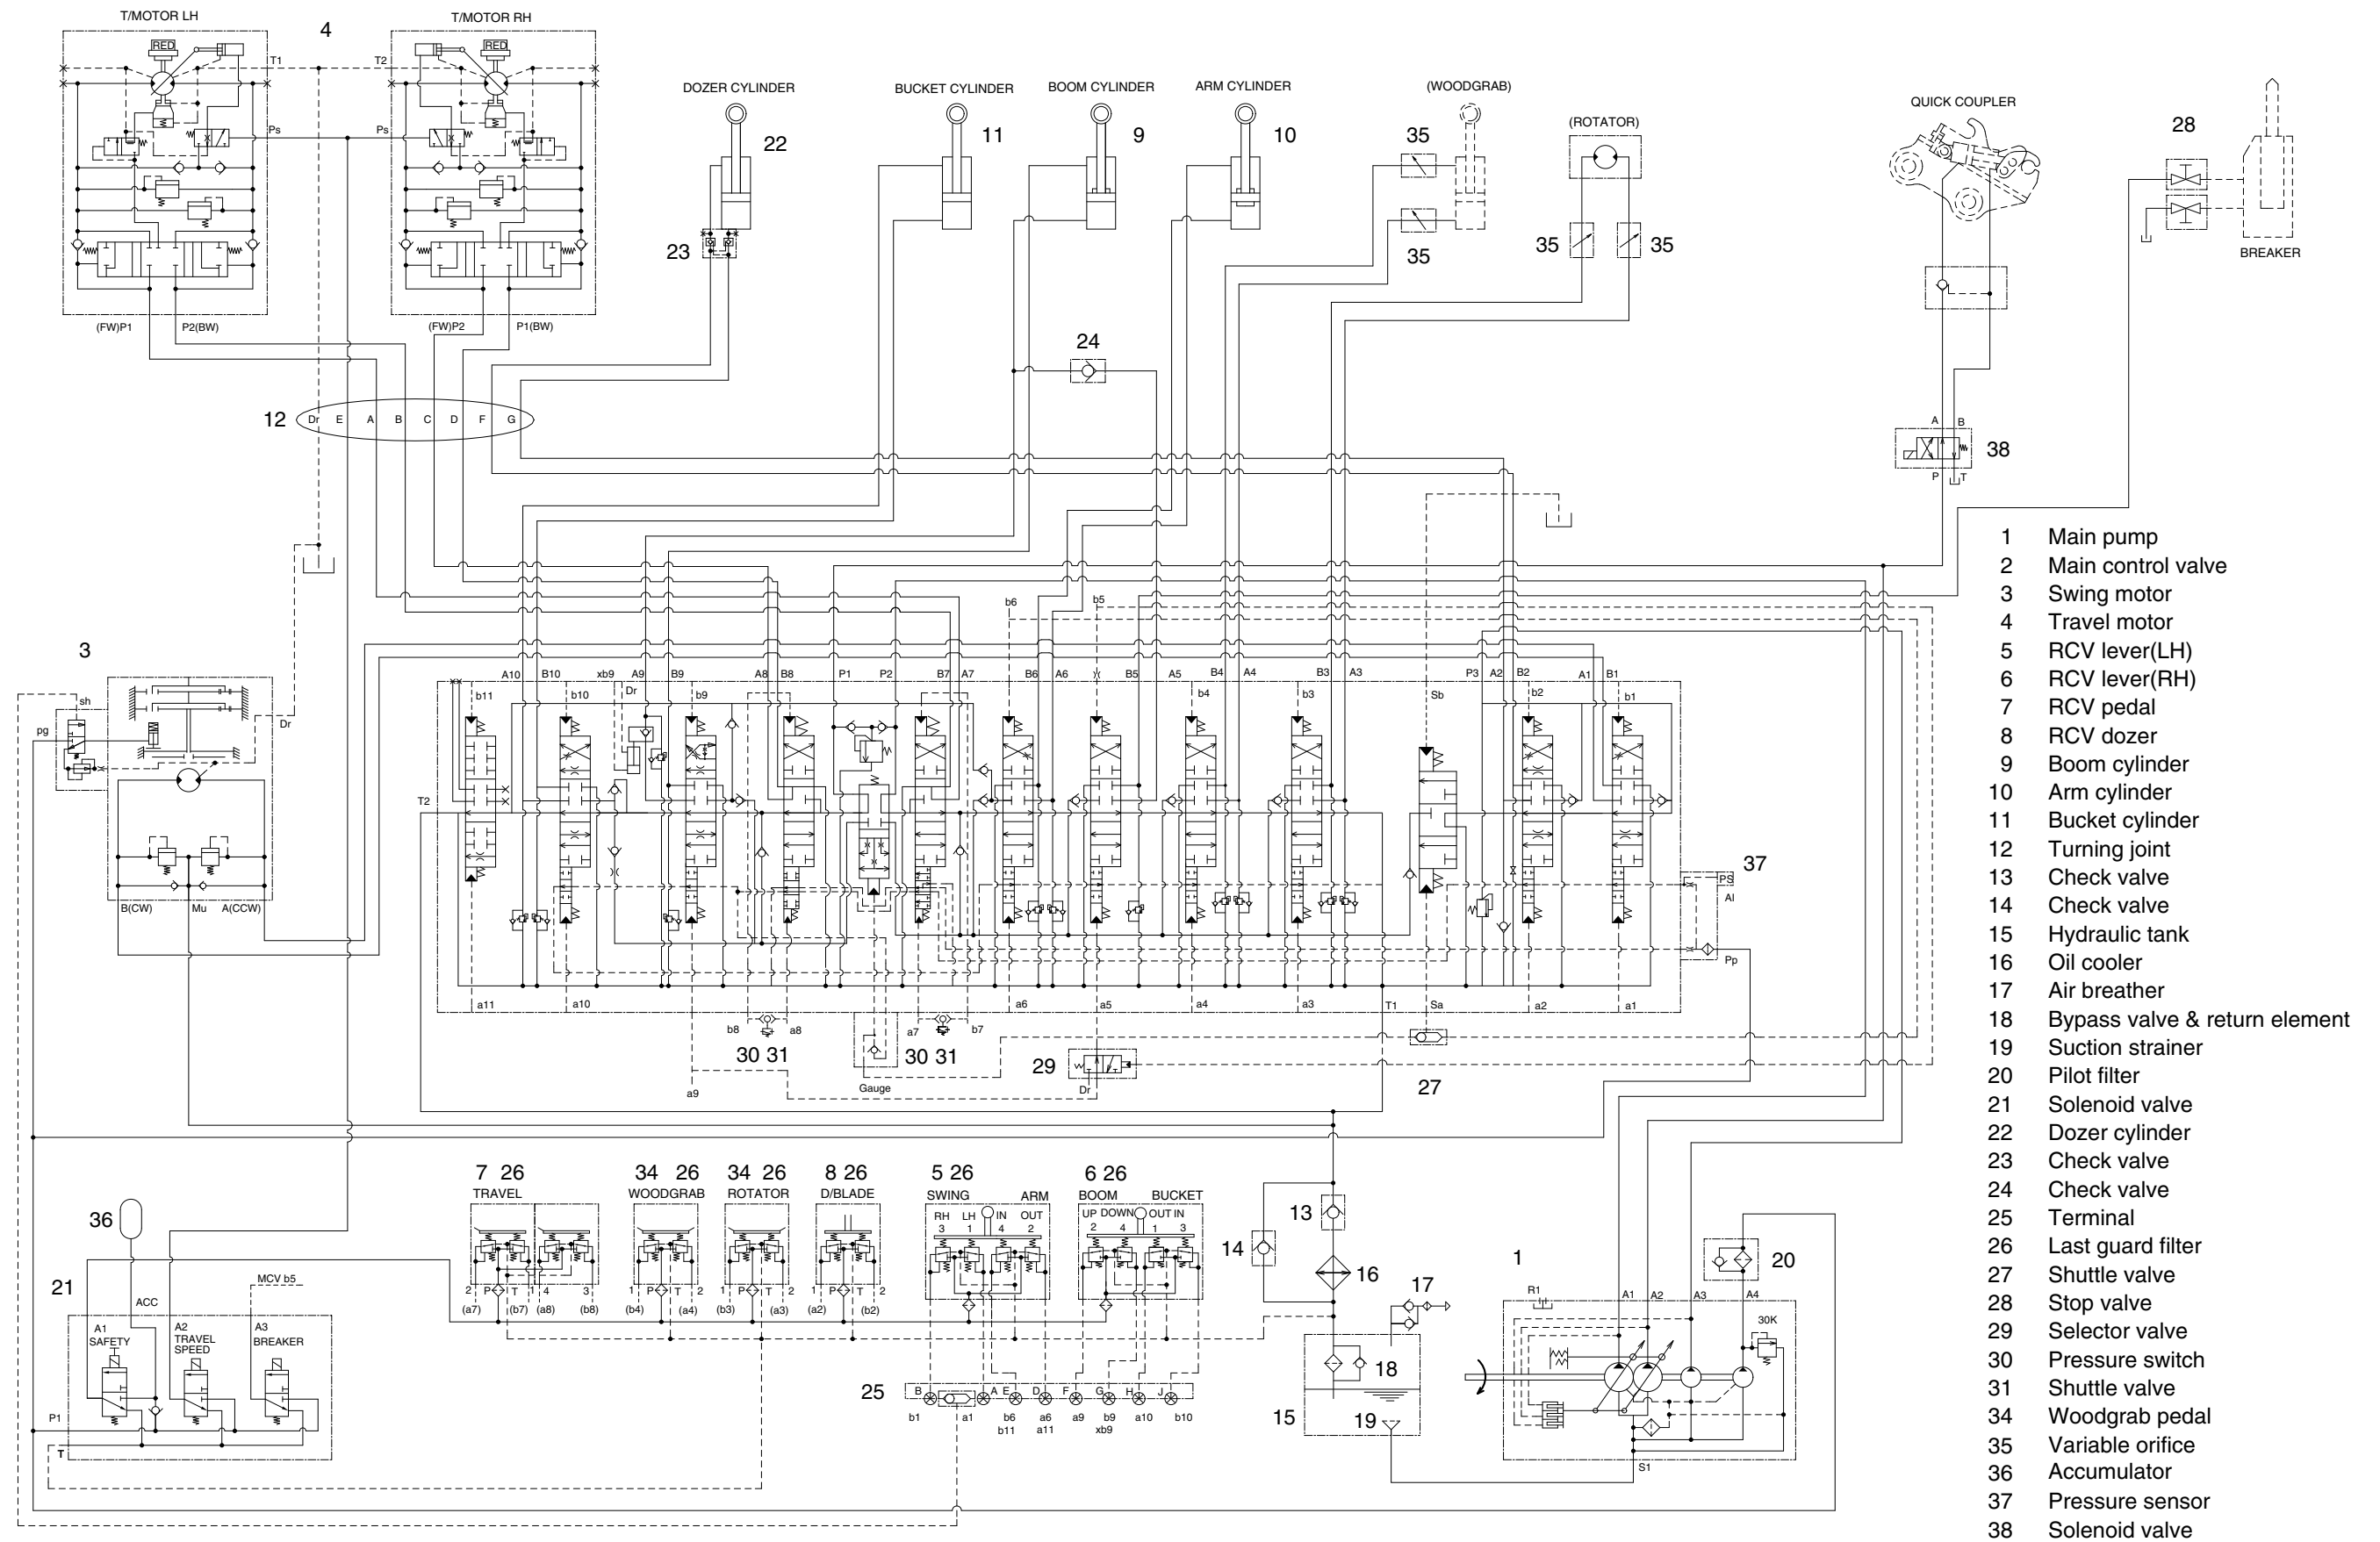 T/MOTOR LH
T/MOTOR RH
4
RED
RED
T1
T2
Ps
Ps
(FW)P1
P2(BW)
(FW)P2
P1(BW)
DOZER CYLINDER
22
23
BUCKET CYLINDER
11
BOOM CYLINDER
9
ARM CYLINDER
10
(WOODGRAB)
35
35
(ROTATOR)
35
35
QUICK COUPLER
28
BREAKER
24
12
Dr E A B C D F G
A B
38
P T
3
sh
pg
Dr
B(CW) Mu A(CCW)
b6
b5
A10 B10 xb9 A9 B9 A8 B8 P1 P2 B7 A7 B6 A6 B5 A5 B4 A4 B3 A3 P3 A2 B2 A1 B1
b11 b10 Dr b9 b4 b3 Sb b2 b1
T2
37
PS
AI
Pp
a11 a10 a6 a5 a4 a3 T1 Sa a2 a1
b8 a8 a7 b7
30 31
30 31
29
Dr
27
Gauge
a9
7 26
TRAVEL
34 26
WOODGRAB
34 26
ROTATOR
8 26
D/BLADE
5 26
SWING ARM
RH LH IN OUT
3 1 4 2
6 26
BOOM BUCKET
UP DOWN OUT IN
2 4 1 3
2 P T 1 4 3
(a7) (b7) (a8) (b8)
1 P T 2
(b4) (a4)
1 P T 2
(b3) (a3)
1 P T 2
(a2) (b2)
36
21
ACC
MCV b5
A1
SAFETY
A2
TRAVEL
SPEED
A3
BREAKER
P1
T
25
B A E D F G H J
b1 a1 b6 a6 a9 b9 a10 b10
b11 a11 xb9
13
14
16
17
18
15
19
1
20
R1
A1 A2 A3 A4
30K
S1
1 Main pump
2 Main control valve
3 Swing motor
4 Travel motor
5 RCV lever(LH)
6 RCV lever(RH)
7 RCV pedal
8 RCV dozer
9 Boom cylinder
10 Arm cylinder
11 Bucket cylinder
12 Turning joint
13 Check valve
14 Check valve
15 Hydraulic tank
16 Oil cooler
17 Air breather
18 Bypass valve & return element
19 Suction strainer
20 Pilot filter
21 Solenoid valve
22 Dozer cylinder
23 Check valve
24 Check valve
25 Terminal
26 Last guard filter
27 Shuttle valve
28 Stop valve
29 Selector valve
30 Pressure switch
31 Shuttle valve
34 Woodgrab pedal
35 Variable orifice
36 Accumulator
37 Pressure sensor
38 Solenoid valve